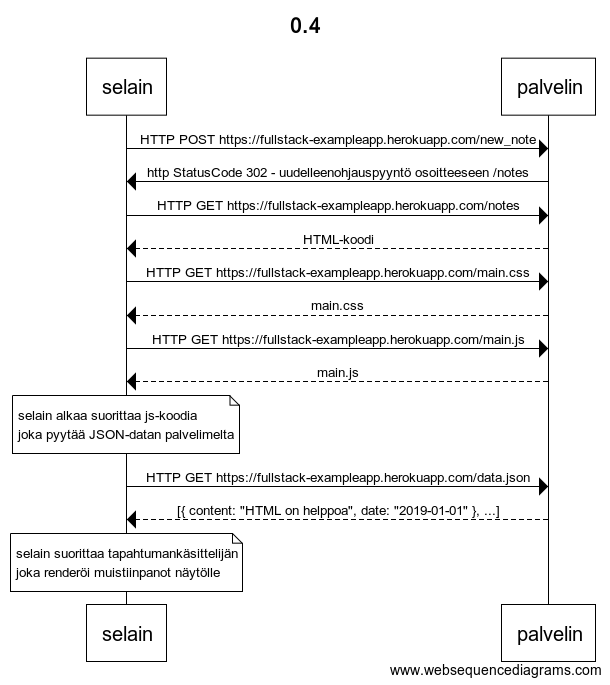 0.4
selain
palvelin
HTTP POST https://fullstack-exampleapp.herokuapp.com/new_note
http StatusCode 302 - uudelleenohjauspyyntö osoitteeseen /notes
HTTP GET https://fullstack-exampleapp.herokuapp.com/notes
HTML-koodi
HTTP GET https://fullstack-exampleapp.herokuapp.com/main.css
main.css
HTTP GET https://fullstack-exampleapp.herokuapp.com/main.js
main.js
selain alkaa suorittaa js-koodia
joka pyytää JSON-datan palvelimelta
HTTP GET https://fullstack-exampleapp.herokuapp.com/data.json
[{ content: "HTML on helppoa", date: "2019-01-01" }, ...]
selain suorittaa tapahtumankäsittelijän
joka renderöi muistiinpanot näytölle
selain
palvelin
www.websequencediagrams.com